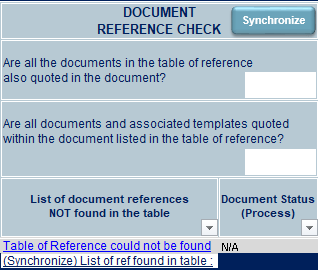 DOCUMENT
REFERENCE CHECK
Synchronize
Are all the documents in the table of reference
also quoted in the document?
Are all documents and associated templates quoted
within the document listed in the table of reference?
List of document references
NOT found in the table
Document Status
(Process)
Table of Reference could not be found
N/A
(Synchronize) List of ref found in table :